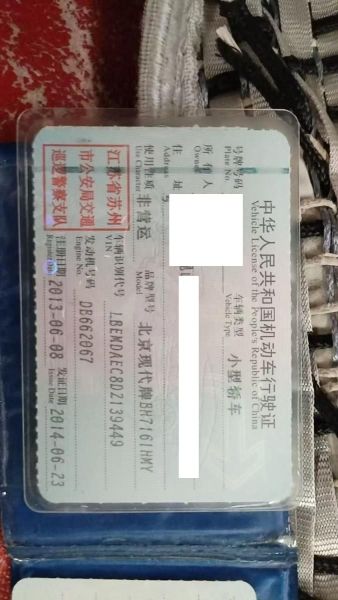 中华人民共和国机动车行驶证
Vehicle License of the People's Republic of China
号牌号码
Plate No.
车辆类型 小型轿车
Vehicle Type
所有人
Owner
住址
Address
使用性质 非营运
Use Character
品牌型号 北京现代牌BH7161HMY
Model
江苏省苏州
市公安局交通
巡逻警察支队
车辆识别代号 LBEMDAEC8DZ139449
VIN
发动机号码 DB662067
Engine No.
注册日期 2013-06-08
Register Date
发证日期 2014-06-23
Issue Date